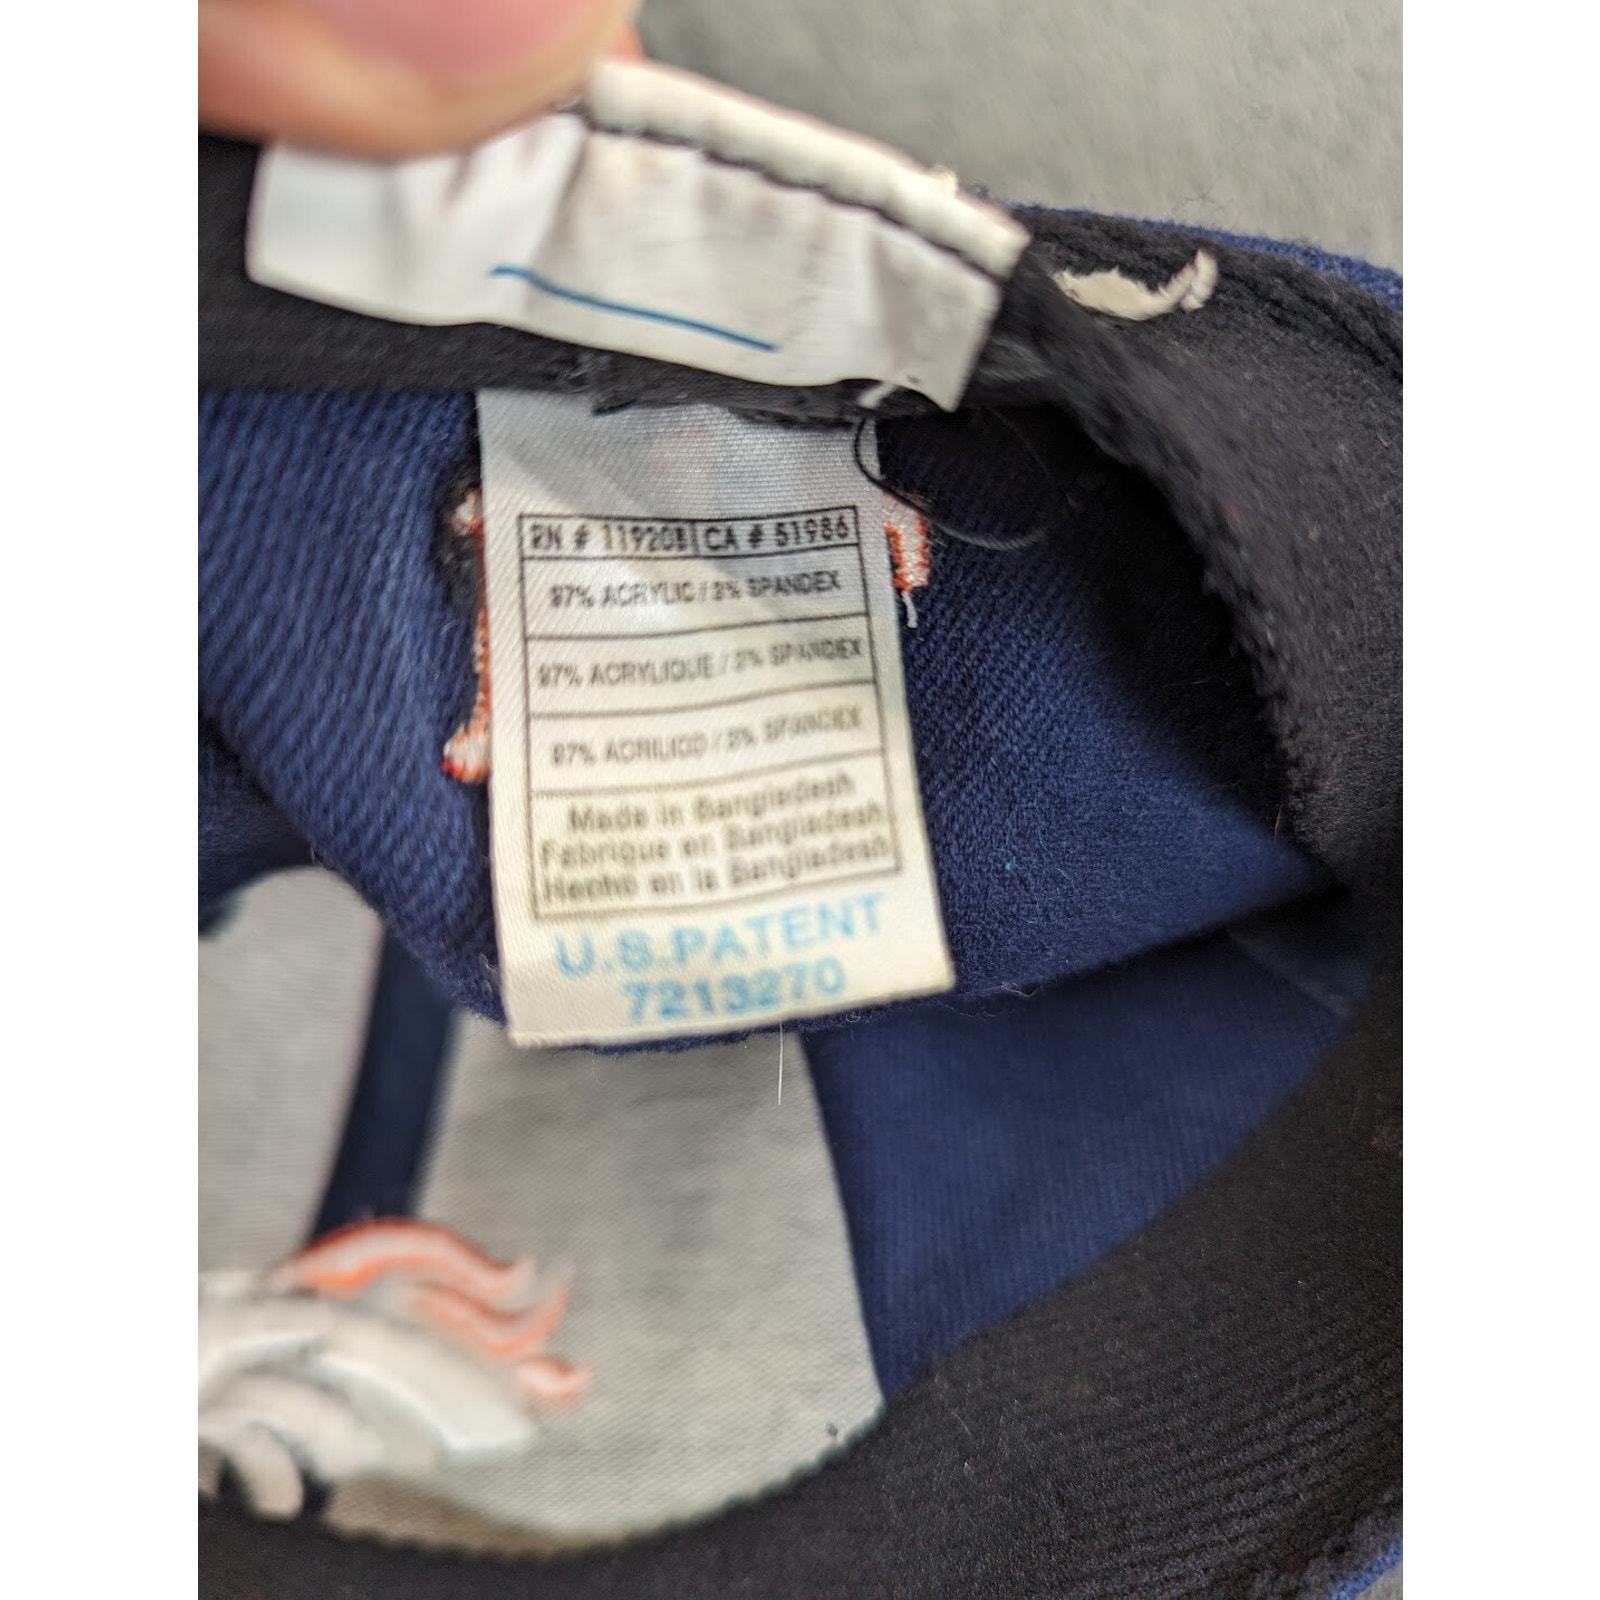 RN # 119208 CA # 51986
97% ACRYLIC / 3% SPANDEX
97% ACRYLIQUE / 3% SPANDEX
97% ACRILICO / 3% SPANDEX
Made in Bangladesh
Fabrique en Bangladesh
Hecho en la Bangladesh
U.S.PATENT
7213270